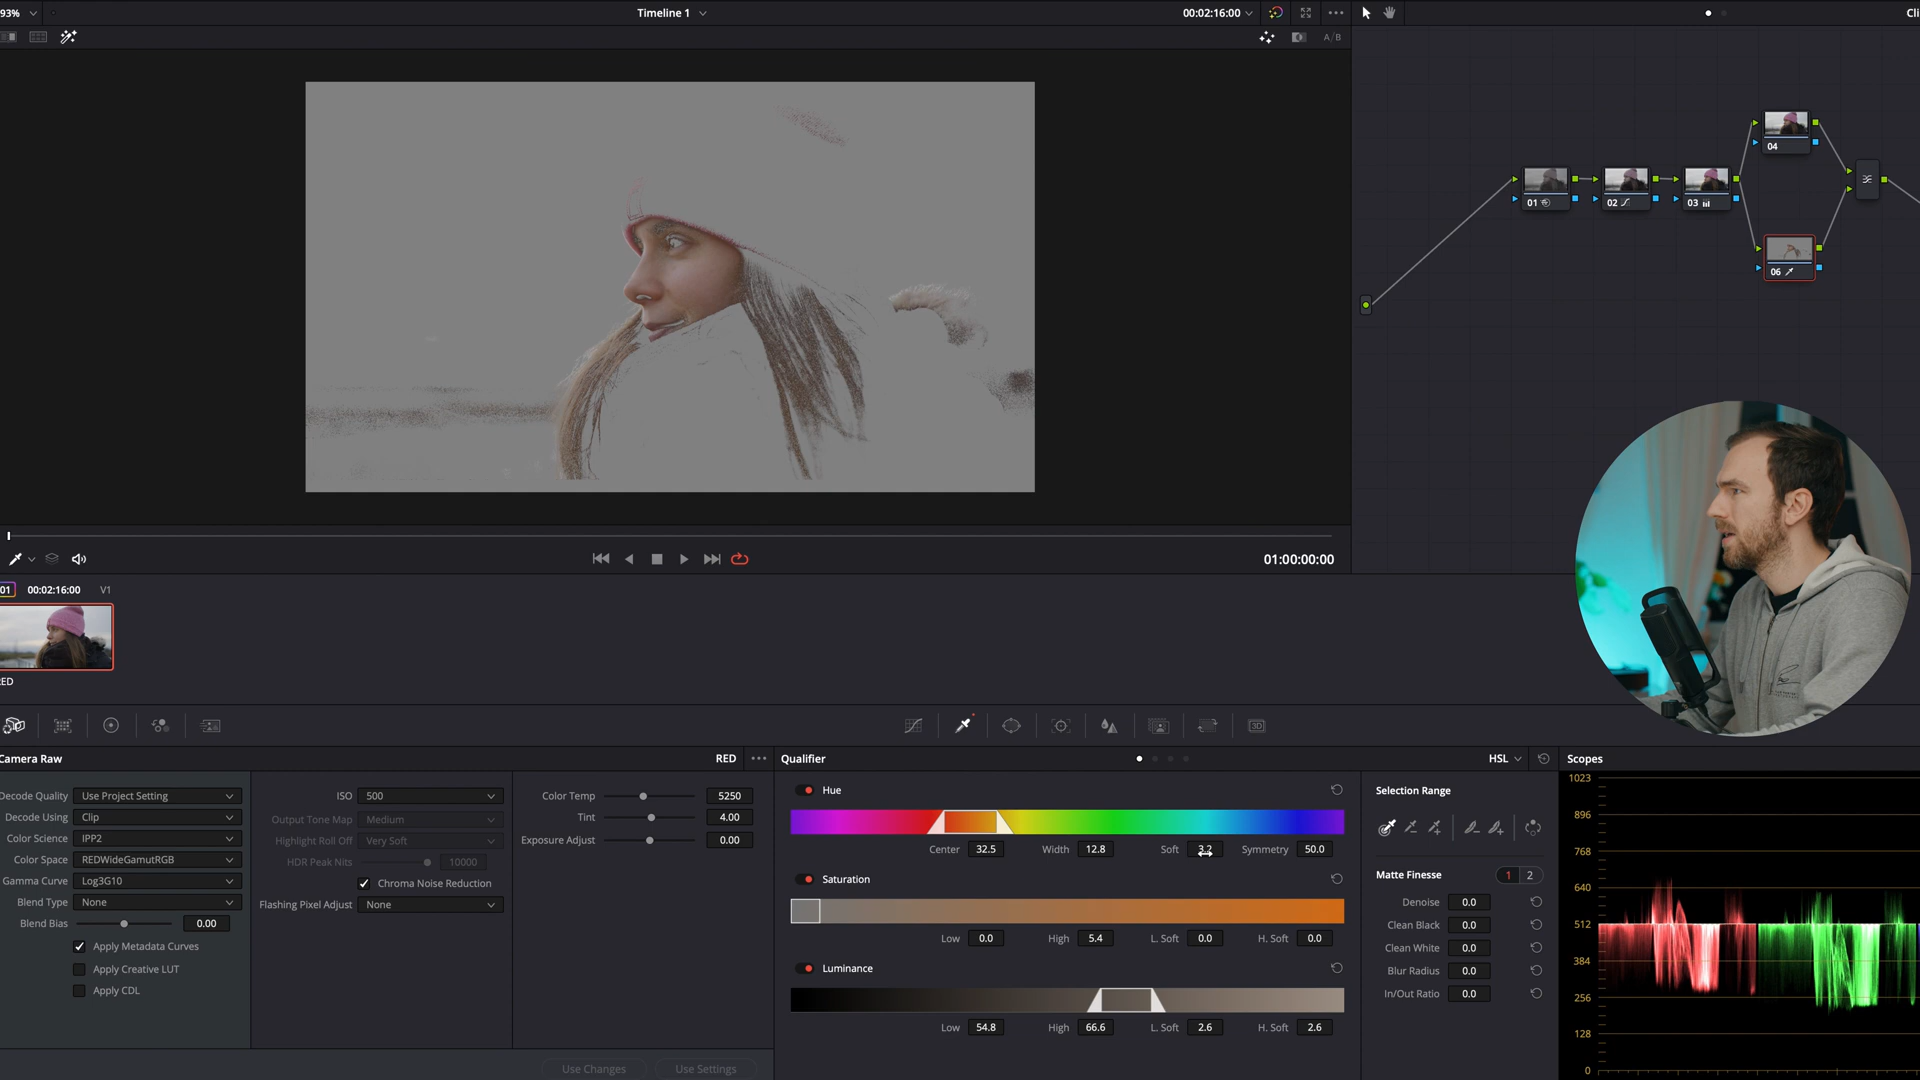 93%
Timeline 1
00:02:16:00
Cli
A/B
04
01
02
03
06
01:00:00:00
01 00:02:16:00 V1
RED
Camera Raw
RED
Decode Quality Use Project Setting
Decode Using Clip
Color Science IPP2
Color Space REDWideGamutRGB
Gamma Curve Log3G10
Blend Type None
Blend Bias 0.00
Apply Metadata Curves
Apply Creative LUT
Apply CDL
ISO 500
Output Tone Map Medium
Highlight Roll Off Very Soft
HDR Peak Nits 10000
Chroma Noise Reduction
Flashing Pixel Adjust None
Color Temp 5250
Tint 4.00
Exposure Adjust 0.00
Use Changes
Use Settings
3D
Qualifier
HSL
Hue
Center 32.5 Width 12.8 Soft 3.2 Symmetry 50.0
Saturation
Low 0.0 High 5.4 L. Soft 0.0 H. Soft 0.0
Luminance
Low 54.8 High 66.6 L. Soft 2.6 H. Soft 2.6
Selection Range
Matte Finesse 1 2
Denoise 0.0
Clean Black 0.0
Clean White 0.0
Blur Radius 0.0
In/Out Ratio 0.0
Scopes
1023
896
768
640
512
384
256
128
0